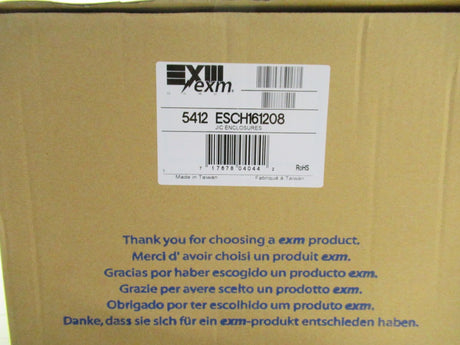 EXM
exm.
5412 ESCH161208
JIC ENCLOSURES
7 17876 04044 2
RoHS
Made in Taiwan
Fabriqué à Taiwan
Thank you for choosing a exm product.
Merci d' avoir choisi un produit exm.
Gracias por haber escogido un producto exm.
Grazie per avere scelto un prodotto exm.
Obrigado por ter escolhido um produto exm.
Danke, dass sie sich für ein exm-produkt entschieden haben.